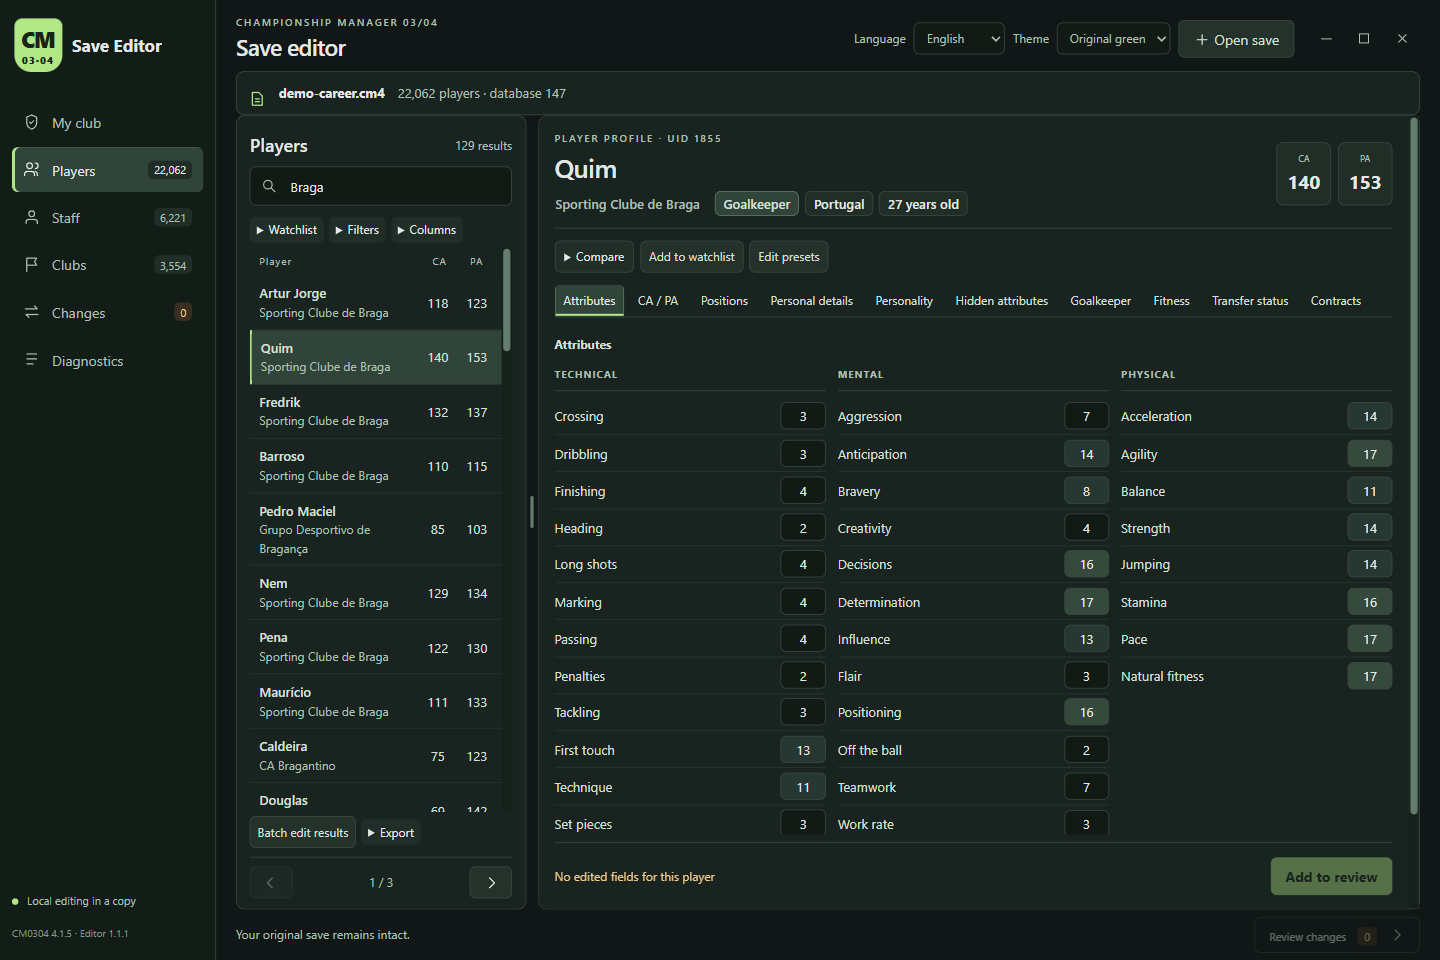 CM
03·04
Save Editor
My club
Players 22,062
Staff 6,221
Clubs 3,554
Changes 0
Diagnostics
Local editing in a copy
CM0304 4.1.5 · Editor 1.1.1
CHAMPIONSHIP MANAGER 03/04
Save editor
Language English Theme Original green + Open save
demo-career.cm4 22,062 players · database 147
Players 129 results
Braga
Watchlist Filters Columns
Player CA PA
Artur Jorge
Sporting Clube de Braga 118 123
Quim
Sporting Clube de Braga 140 153
Fredrik
Sporting Clube de Braga 132 137
Barroso
Sporting Clube de Braga 110 115
Pedro Maciel
Grupo Desportivo de
Bragança 85 103
Nem
Sporting Clube de Braga 129 134
Pena
Sporting Clube de Braga 122 130
Maurício
Sporting Clube de Braga 111 133
Caldeira
CA Bragantino 75 123
Douglas
69 142
Batch edit results Export
1 / 3
PLAYER PROFILE · UID 1855
Quim
Sporting Clube de Braga Goalkeeper Portugal 27 years old
CA PA
140 153
Compare Add to watchlist Edit presets
Attributes CA / PA Positions Personal details Personality Hidden attributes Goalkeeper Fitness Transfer status Contracts
Attributes
TECHNICAL MENTAL PHYSICAL
Crossing 3 Aggression 7 Acceleration 14
Dribbling 3 Anticipation 14 Agility 17
Finishing 4 Bravery 8 Balance 11
Heading 2 Creativity 4 Strength 14
Long shots 4 Decisions 16 Jumping 14
Marking 4 Determination 17 Stamina 16
Passing 4 Influence 13 Pace 17
Penalties 2 Flair 3 Natural fitness 17
Tackling 3 Positioning 16
First touch 13 Off the ball 2
Technique 11 Teamwork 7
Set pieces 3 Work rate 3
No edited fields for this player Add to review
Your original save remains intact. Review changes 0